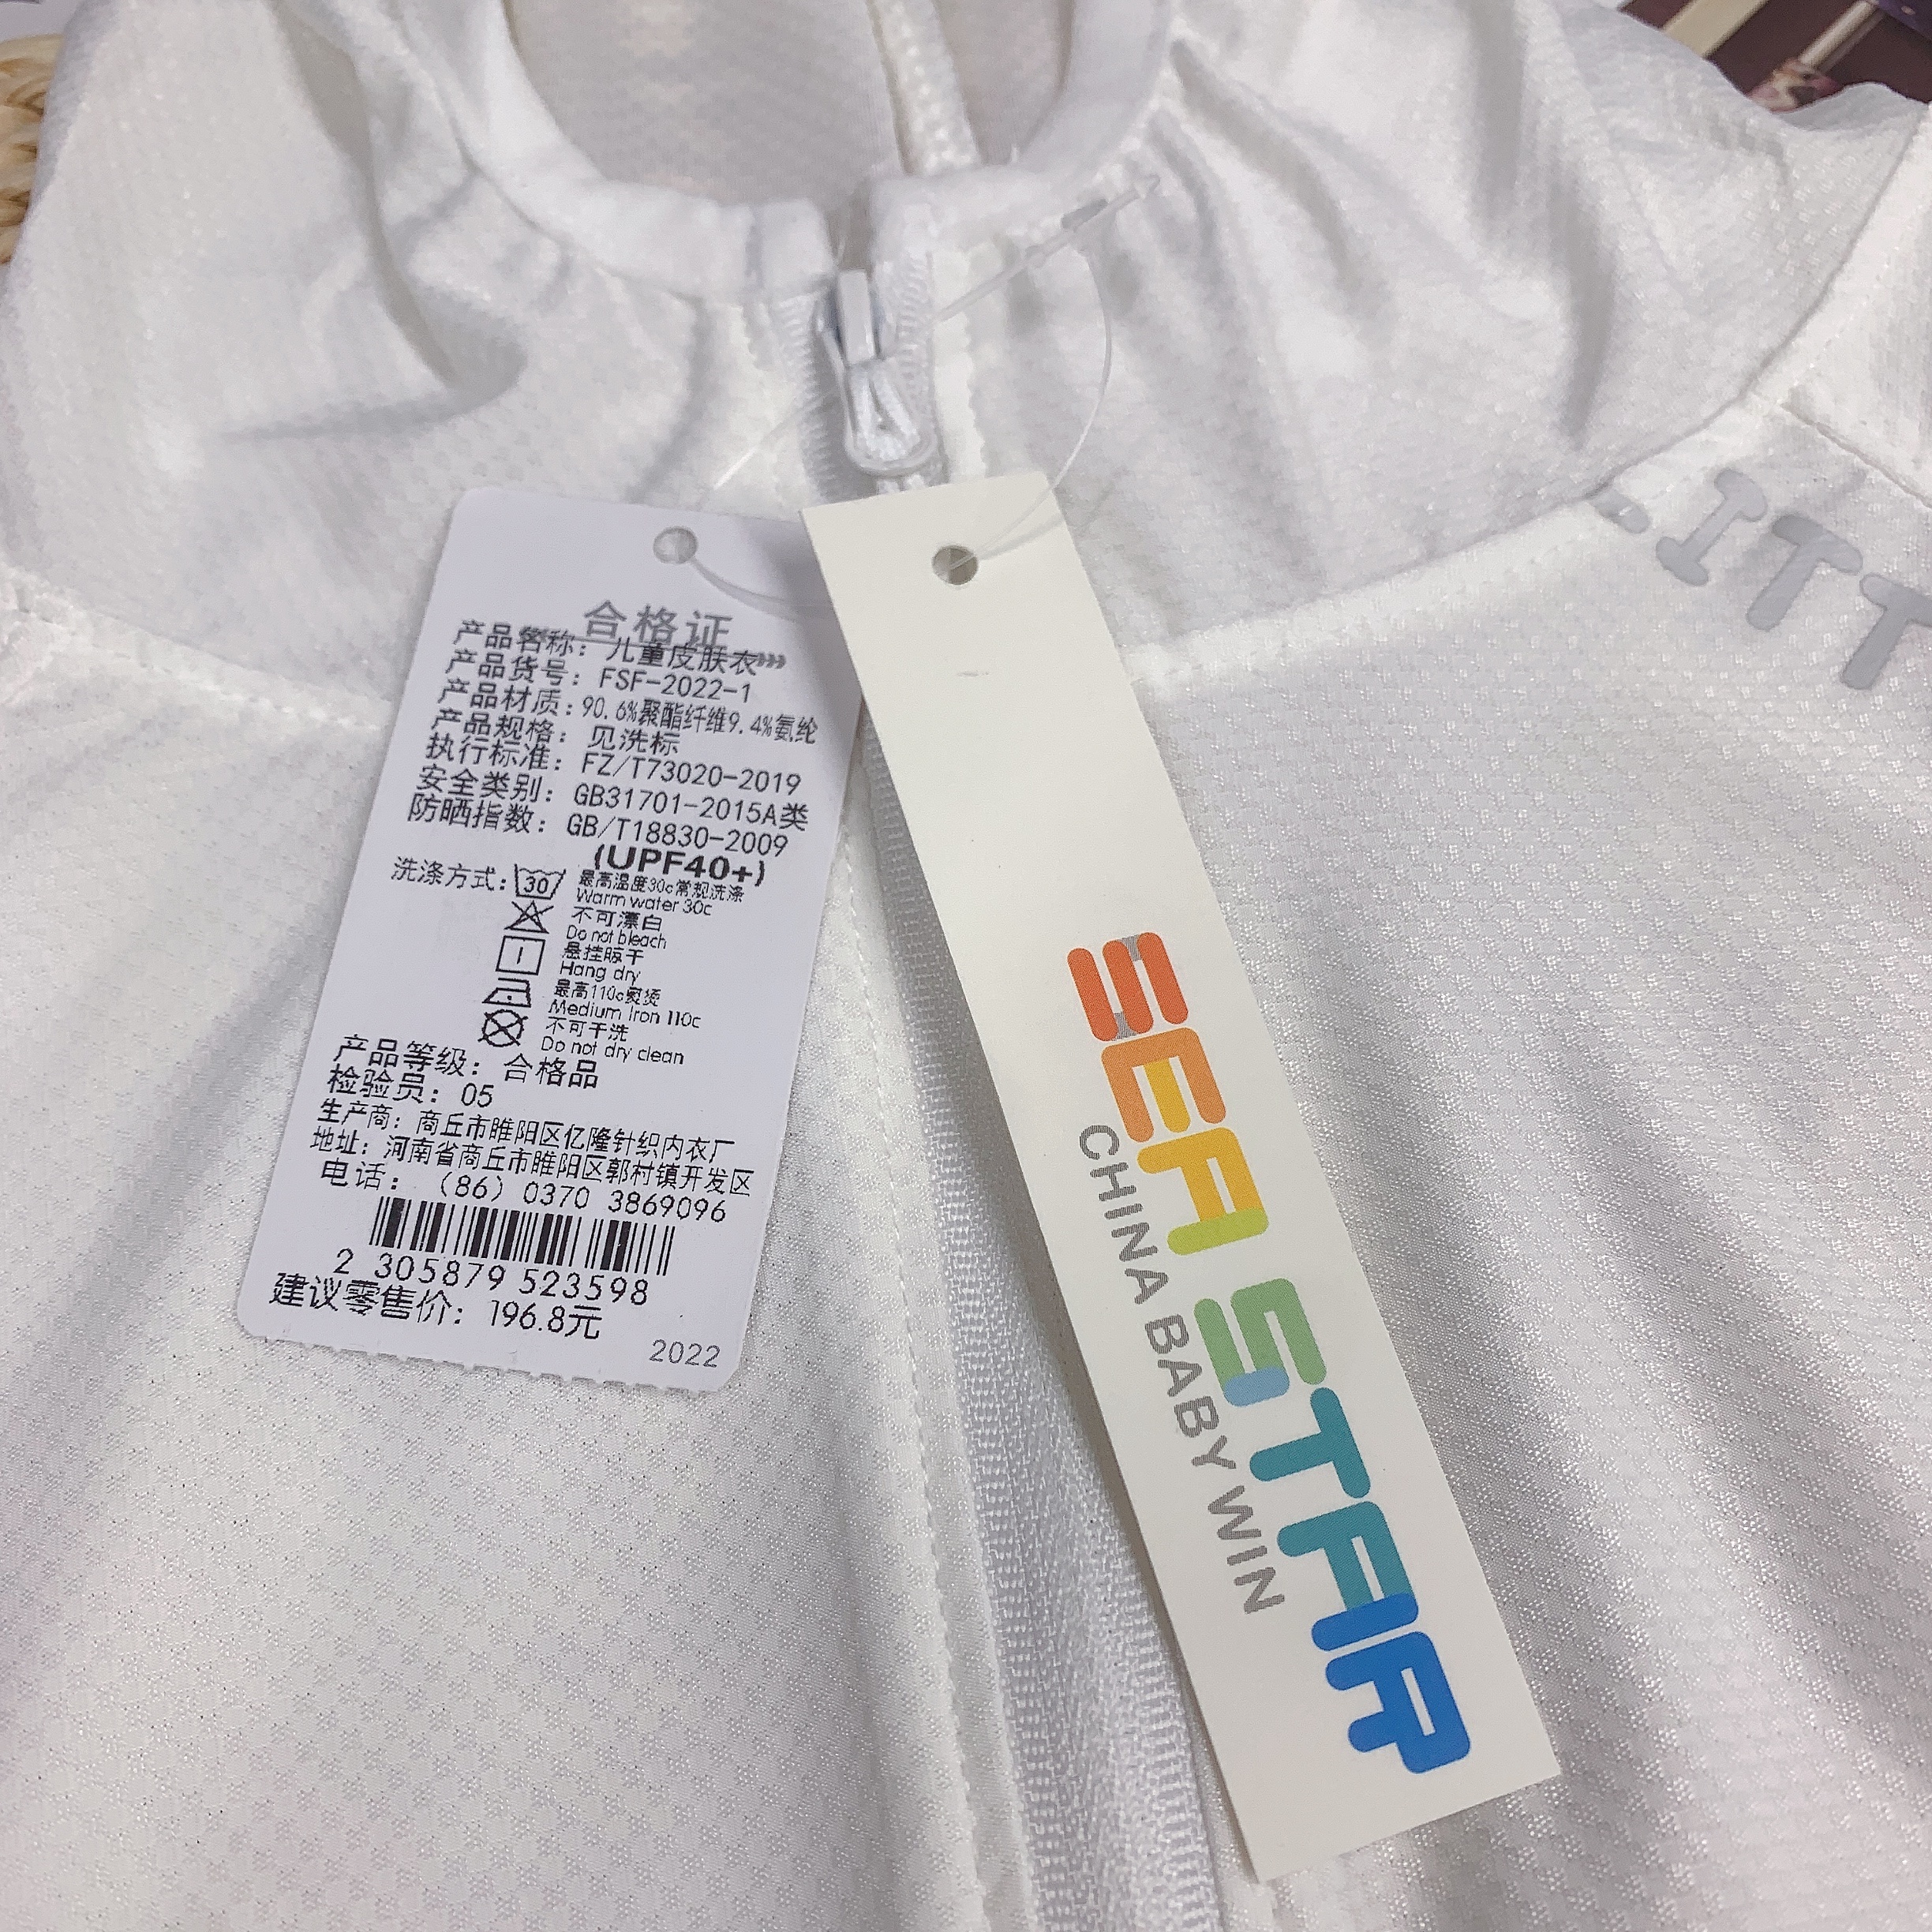 合格证
产品名称：儿童皮肤衣
产品货号：FSF-2022-1
产品材质：90.6%聚酯纤维9.4%氨纶
产品规格：见洗标
执行标准：FZ/T73020-2019
安全类别：GB31701-2015A类
防晒指数：GB/T18830-2009
(UPF40+)
洗涤方式：30 最高温度30c常规洗涤
Warm water 30c
不可漂白
Do not bleach
悬挂晾干
Hang dry
最高110c熨烫
Medium Iron 110c
不可干洗
Do not dry clean
产品等级：合格品
检验员：05
生产商：商丘市睢阳区亿隆针织内衣厂
地址：河南省商丘市睢阳区郭村镇开发区
电话：（86）0370 3869096
2 305879 523598
建议零售价：196.8元
2022
SEA STAR
CHINA BABY WIN